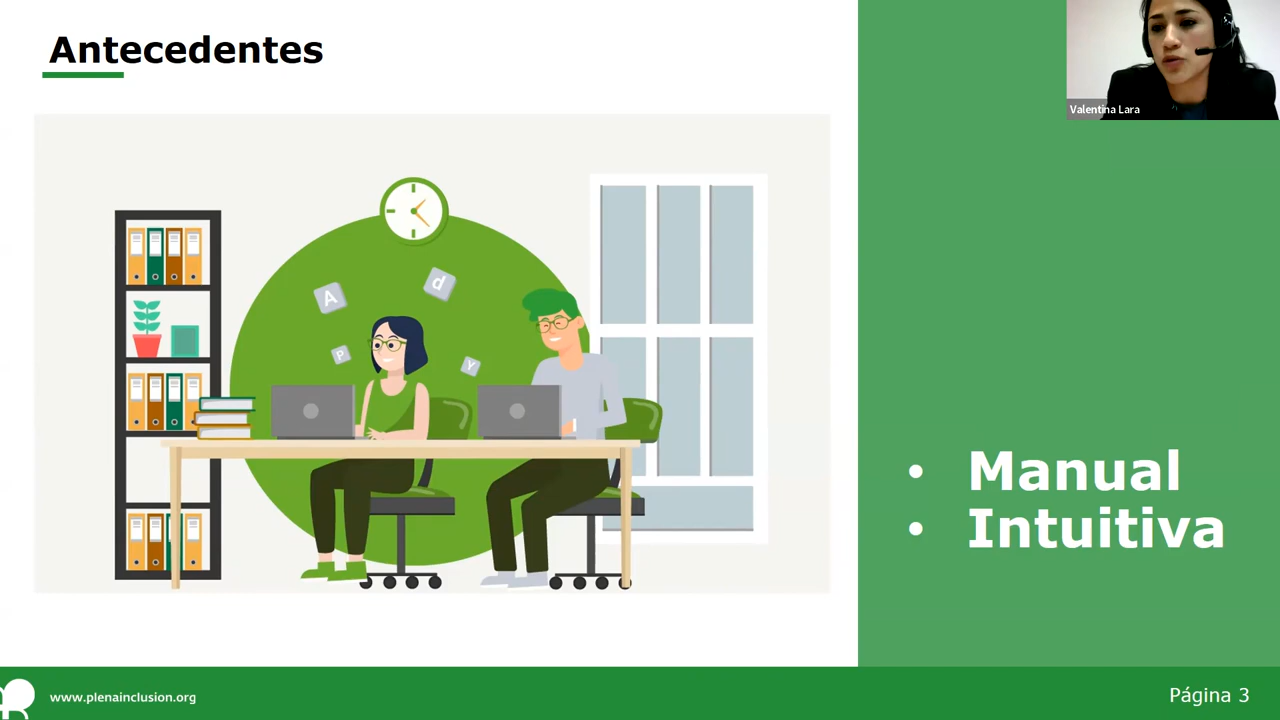 Antecedentes
Valentina Lara
A
d
P
Y
• Manual
• Intuitiva
www.plenainclusion.org
Página 3